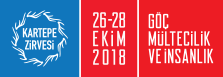 KARTEPE
ZİRVESİ
26-28
EKİM
2018
GÖÇ
MÜLTECİLİK
VE İNSANLIK